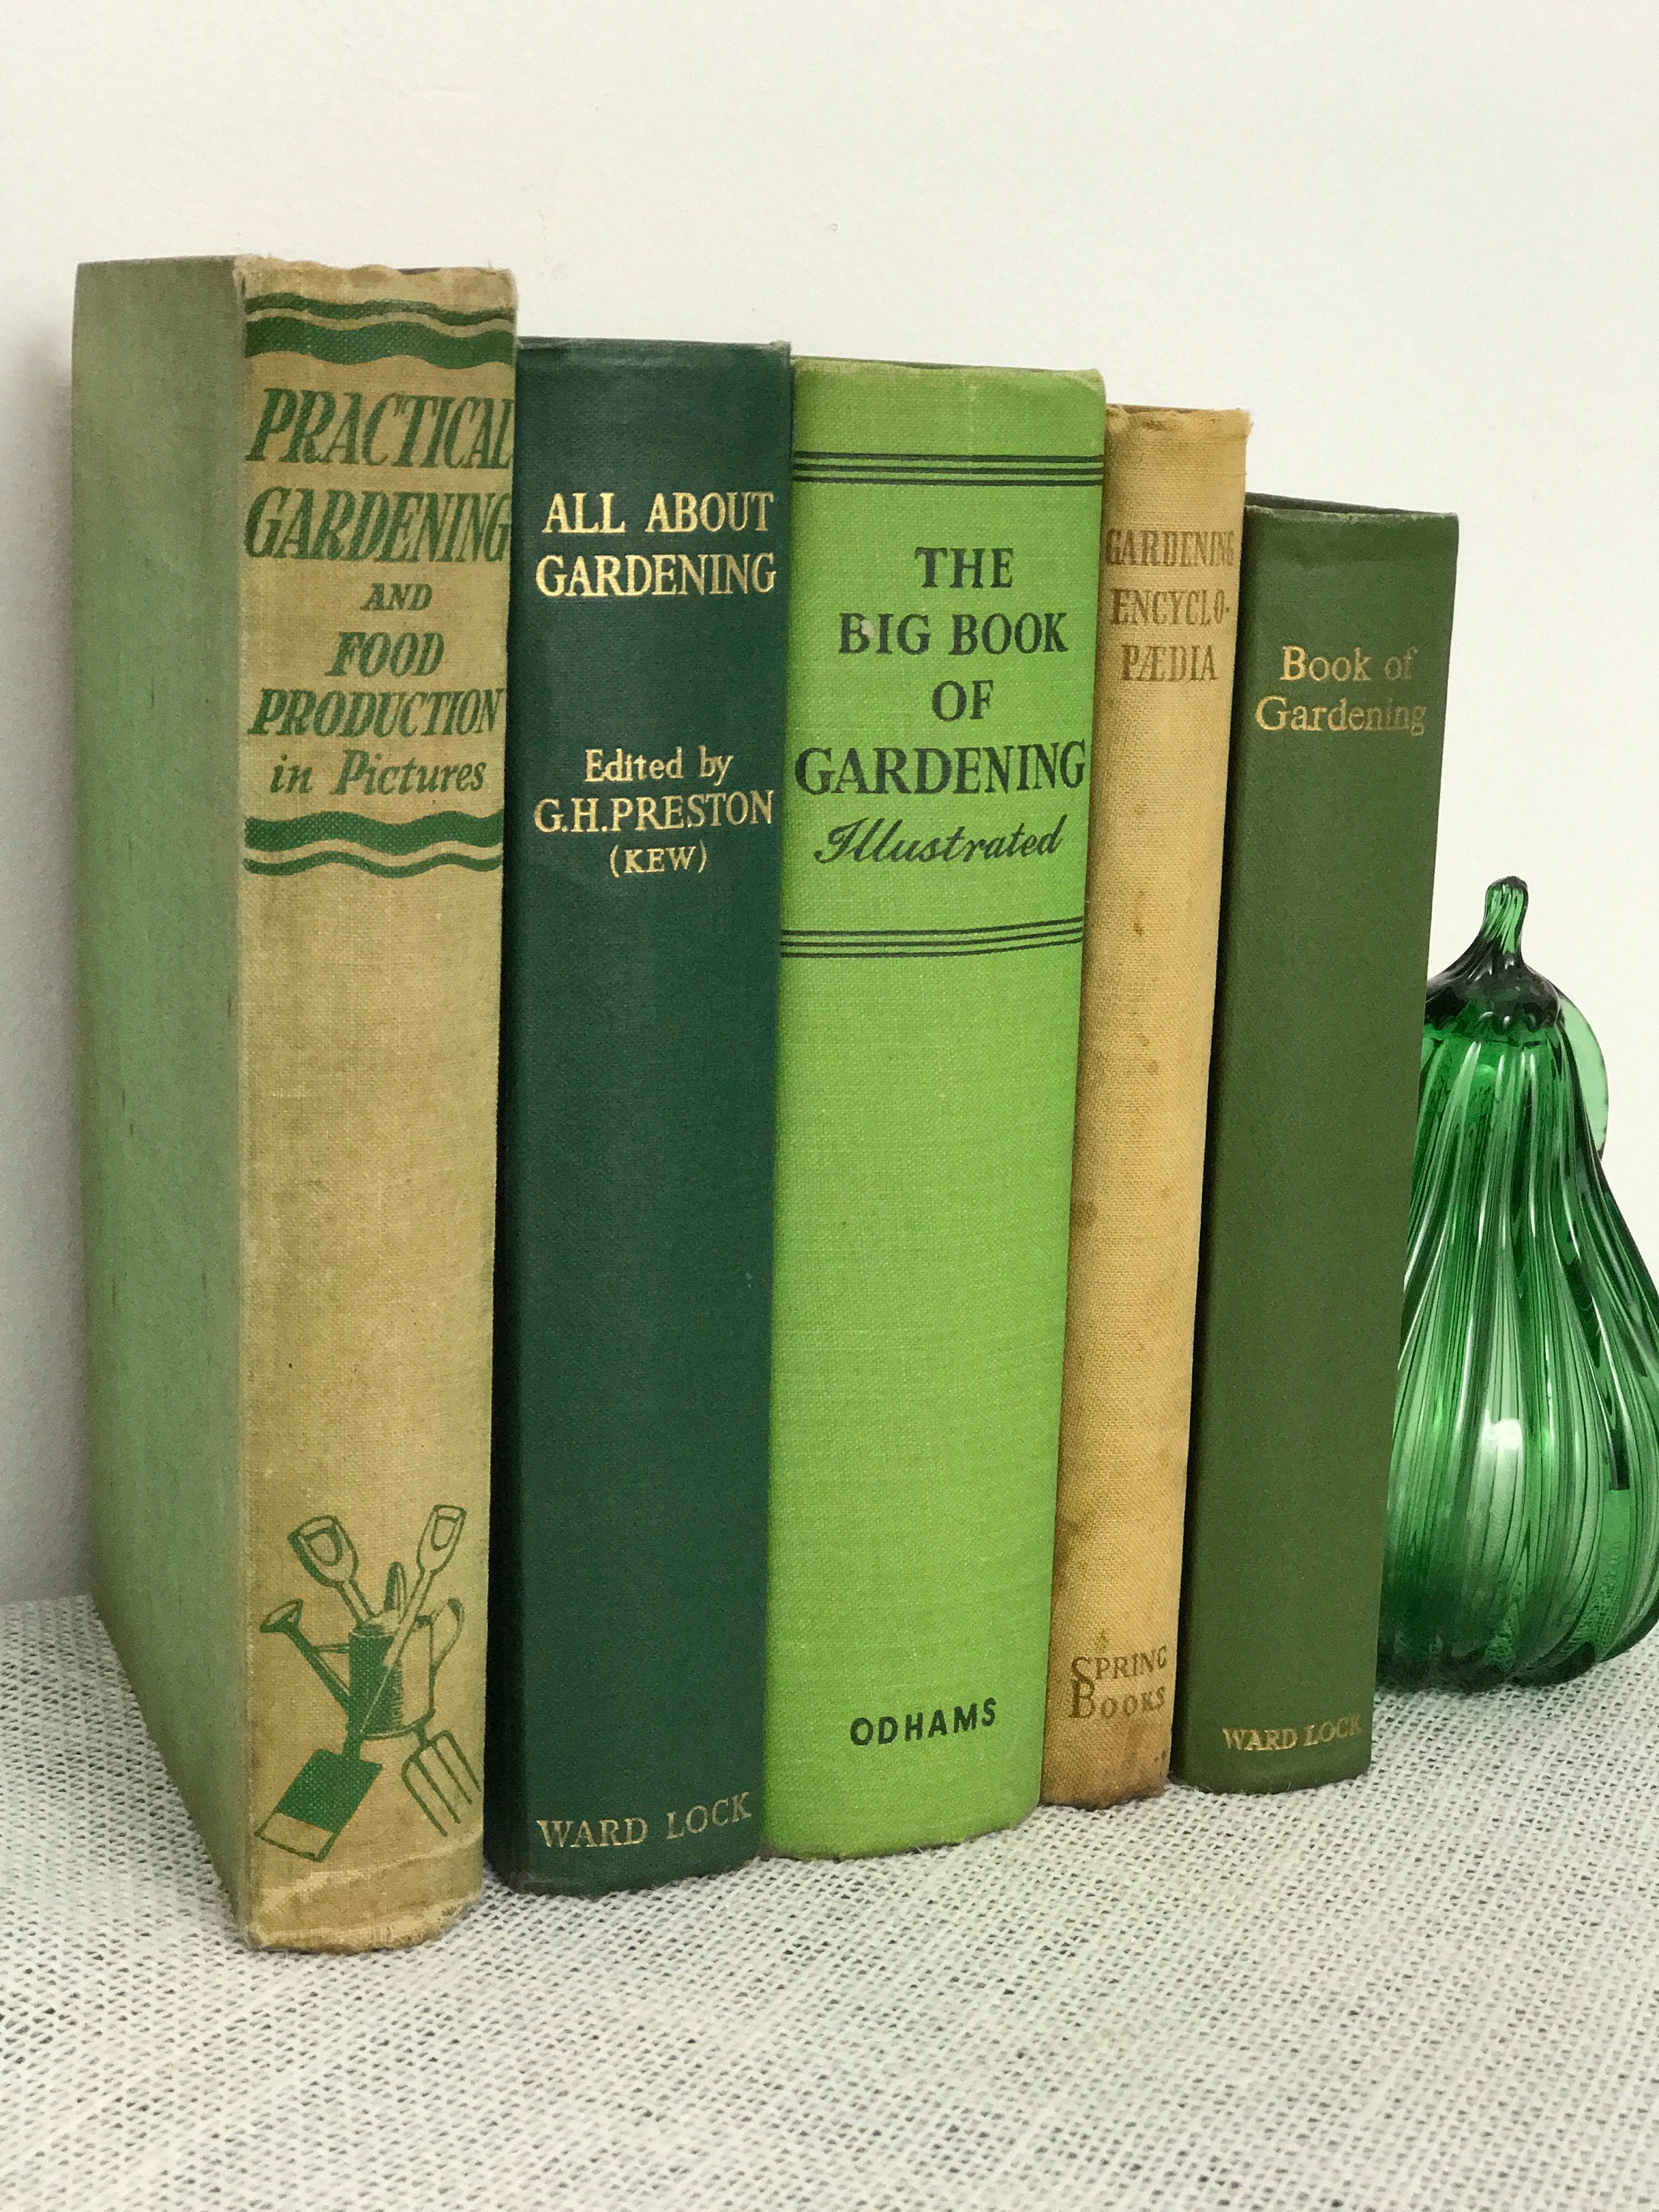 PRACTICAL
GARDENING
AND
FOOD
PRODUCTION
in Pictures
ALL ABOUT
GARDENING
Edited by
G.H.PRESTON
(KEW)
WARD LOCK
THE
BIG BOOK
OF
GARDENING
Illustrated
ODHAMS
GARDENING
ENCYCLO-
PÆDIA
SPRING
BOOKS
Book of
Gardening
WARD LOCK